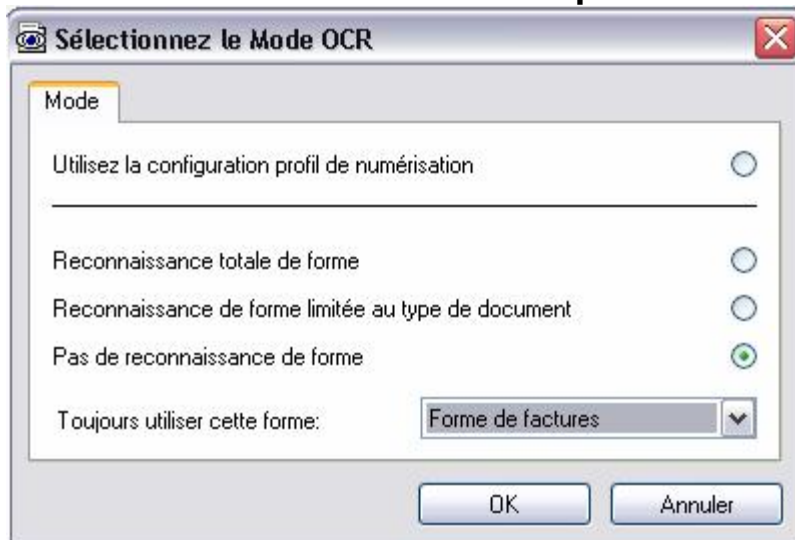 Sélectionnez le Mode OCR
Mode
Utilisez la configuration profil de numérisation
Reconnaissance totale de forme
Reconnaissance de forme limitée au type de document
Pas de reconnaissance de forme
Toujours utiliser cette forme: Forme de factures
OK Annuler